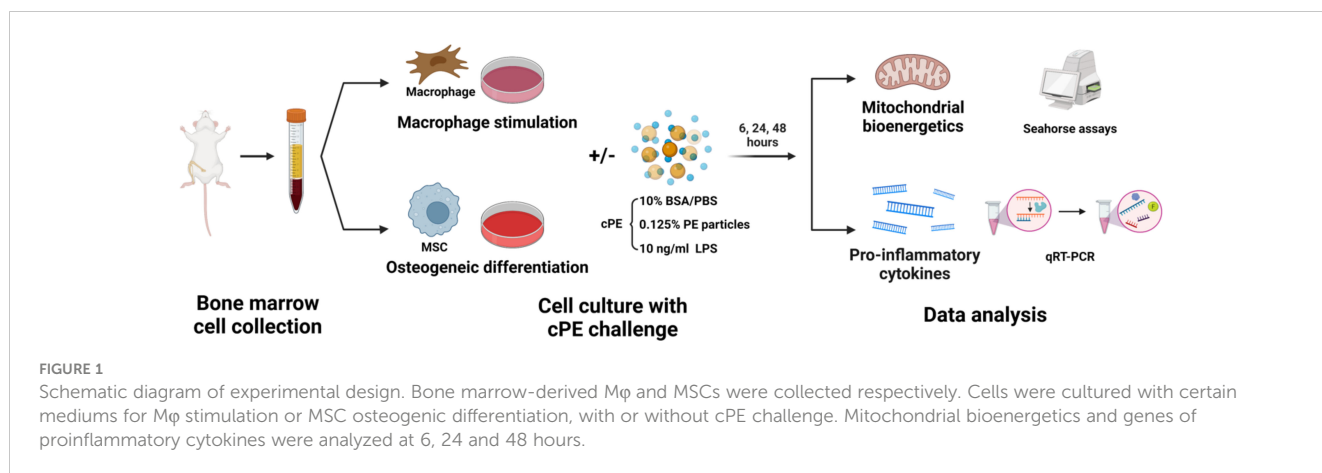 Macrophage
Macrophage stimulation
MSC
Osteogeneic differentiation
Bone marrow
cell collection
+/-
cPE
10% BSA/PBS
0.125% PE particles
10 ng/ml LPS
Cell culture with
cPE challenge
6, 24, 48
hours
Mitochondrial
bioenergetics
Seahorse assays
Pro-inflammatory
cytokines
F
qRT-PCR
Data analysis
FIGURE 1
Schematic diagram of experimental design. Bone marrow-derived Mφ and MSCs were collected respectively. Cells were cultured with certain
mediums for Mφ stimulation or MSC osteogenic differentiation, with or without cPE challenge. Mitochondrial bioenergetics and genes of
proinflammatory cytokines were analyzed at 6, 24 and 48 hours.